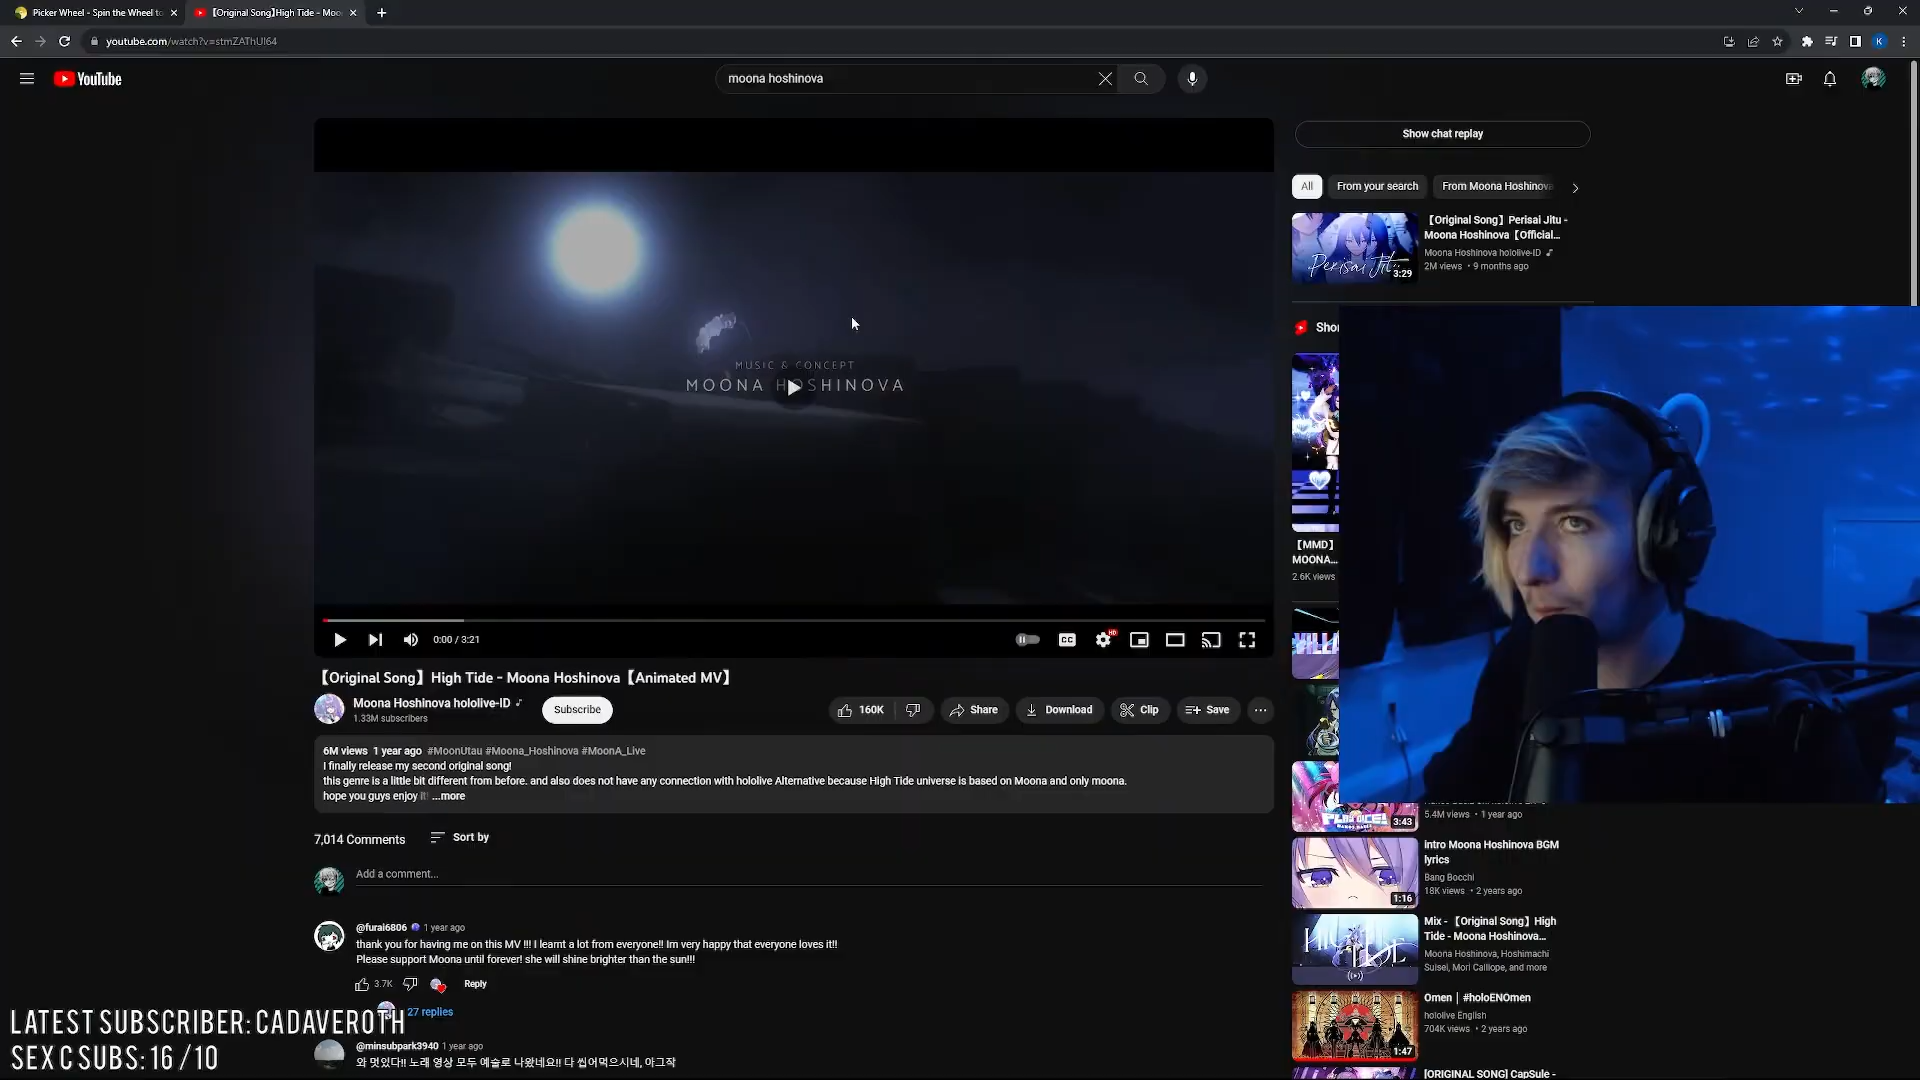 Picker Wheel - Spin the Wheel to
【Original Song】High Tide - Moo
youtube.com/watch?v=stmZAThUI64
K
YouTube
moona hoshinova
Show chat replay
All
From your search
From Moona Hoshinova
MUSIC & CONCEPT
MOONA HOSHINOVA
Perisai Jitu
3:29
【Original Song】Perisai Jitu -
Moona Hoshinova【Official...
Moona Hoshinova hololive-ID
2M views • 9 months ago
Shor
【MMD】
MOONA...
2.6K views
0:00 / 3:21
CC
HD
【Original Song】High Tide - Moona Hoshinova【Animated MV】
Moona Hoshinova hololive-ID
1.33M subscribers
Subscribe
160K
Share
Download
Clip
Save
6M views 1 year ago #MoonUtau #Moona_Hoshinova #MoonA_Live
I finally release my second original song!
this genre is a little bit different from before. and also does not have any connection with hololive Alternative because High Tide universe is based on Moona and only moona.
hope you guys enjoy it ...more
7,014 Comments
Sort by
Add a comment...
@furai6806 1 year ago
thank you for having me on this MV !!! I learnt a lot from everyone!! Im very happy that everyone loves it!!
Please support Moona until forever! she will shine brighter than the sun!!!
3.7K
Reply
27 replies
@minsubpark3940 1 year ago
와 멋있다!! 노래 영상 모두 예술로 나왔네요!! 다 씹어먹으시네, 아그작
3:43
5.4M views • 1 year ago
1:16
intro Moona Hoshinova BGM
lyrics
Bang Bocchi
18K views • 2 years ago
Mix - 【Original Song】High
Tide - Moona Hoshinova...
Moona Hoshinova, Hoshimachi
Suisei, Mori Calliope, and more
1:47
Omen | #holoENOmen
hololive English
704K views • 2 years ago
[ORIGINAL SONG] CapSule -
LATEST SUBSCRIBER: CADAVEROTH
SEX C SUBS: 16 /10